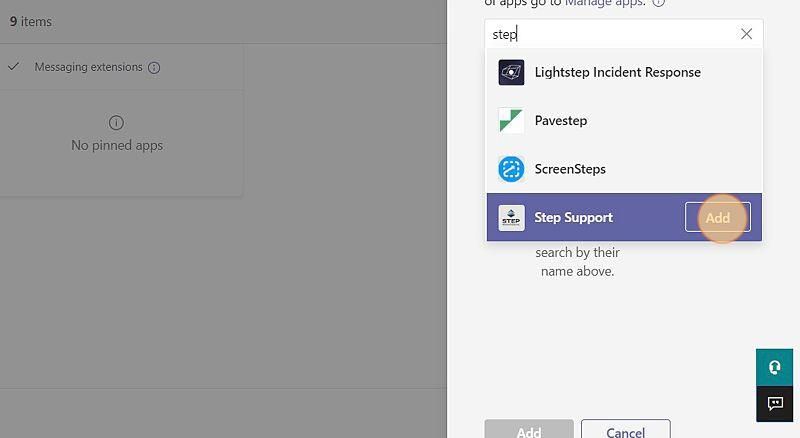 9 items
Messaging extensions
No pinned apps
of apps go to Manage apps.
step
Lightstep Incident Response
Pavestep
ScreenSteps
STEP
Step Support
Add
search by their
name above.
Add
Cancel